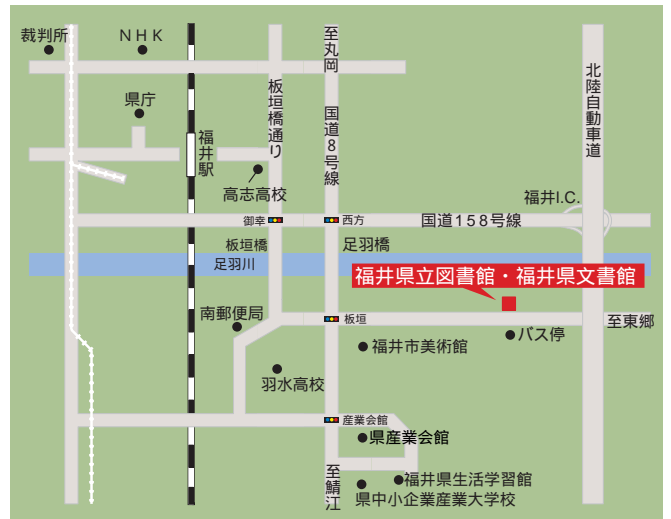 裁判所
NHK
至丸岡
県庁
板垣橋通り
国道8号線
北陸自動車道
福井駅
高志高校
福井I.C.
御幸
西方
国道158号線
板垣橋
足羽橋
足羽川
福井県立図書館・福井県文書館
南郵便局
板垣
バス停
至東郷
福井市美術館
羽水高校
産業会館
県産業会館
至鯖江
福井県生活学習館
県中小企業産業大学校